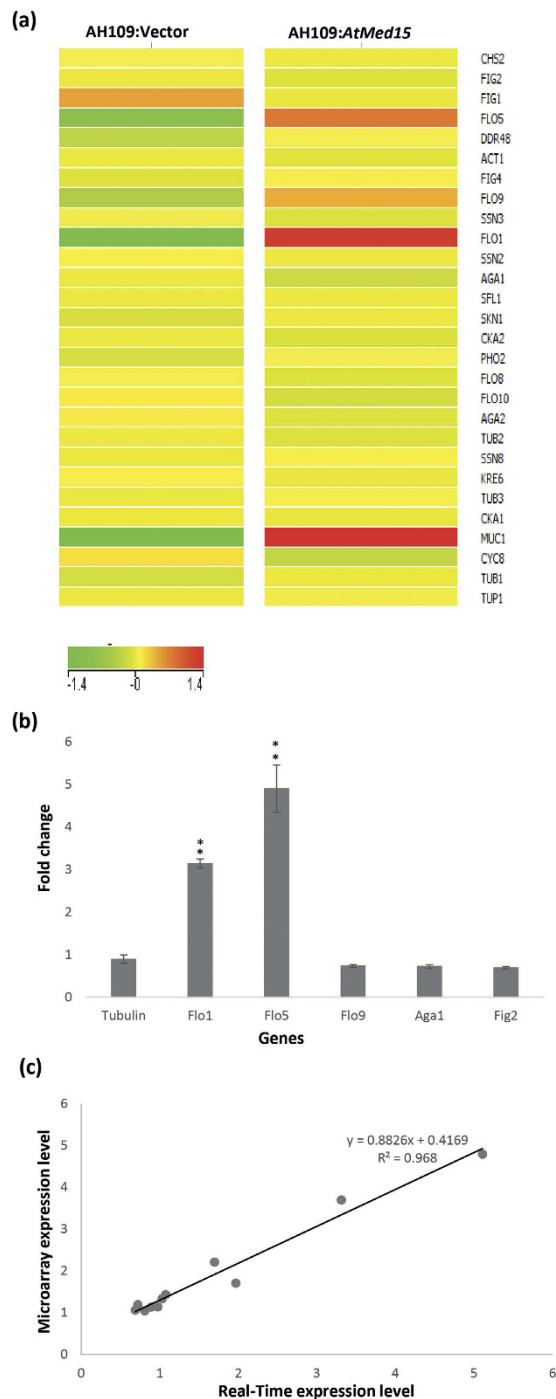 (a)
AH109:Vector
AH109:AtMed15
CHS2
FIG2
FIG1
FLO5
DDR48
ACT1
FIG4
FLO9
SSN3
FLO1
SSN2
AGA1
SFL1
SKN1
CKA2
PHO2
FLO8
FLO10
AGA2
TUB2
SSN8
KRE6
TUB3
CKA1
MUC1
CYC8
TUB1
TUP1
-1.4 -0 1.4
(b)
Fold change
6
5
4
3
2
1
0
**
**
Tubulin Flo1 Flo5 Flo9 Aga1 Fig2
Genes
(c)
Microarray expression level
6
5
4
3
2
1
0
y = 0.8826x + 0.4169
R² = 0.968
0 1 2 3 4 5 6
Real-Time expression level